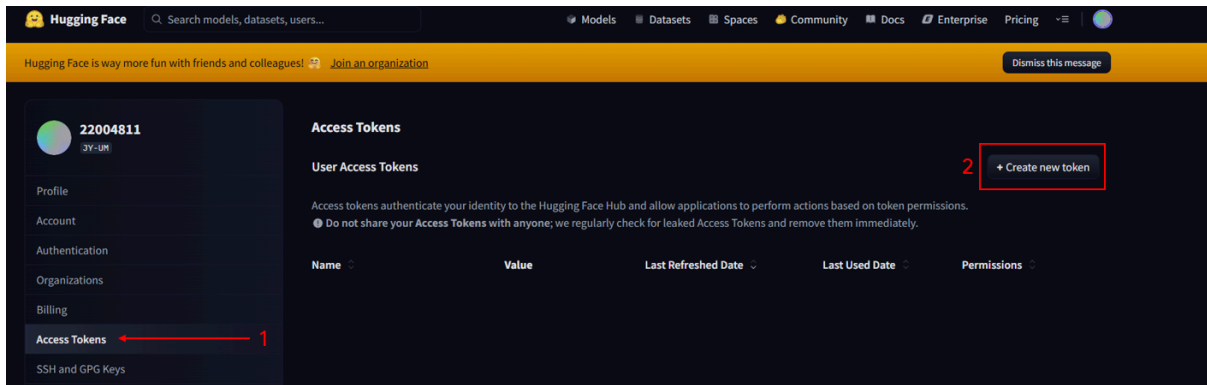 Hugging Face
Search models, datasets, users...
Models
Datasets
Spaces
Community
Docs
Enterprise
Pricing
Hugging Face is way more fun with friends and colleagues! 🤗 Join an organization
Dismiss this message
22004811
JY-UM
Profile
Account
Authentication
Organizations
Billing
Access Tokens
1
SSH and GPG Keys
Access Tokens
User Access Tokens
2
+ Create new token
Access tokens authenticate your identity to the Hugging Face Hub and allow applications to perform actions based on token permissions.
Do not share your Access Tokens with anyone; we regularly check for leaked Access Tokens and remove them immediately.
Name
Value
Last Refreshed Date
Last Used Date
Permissions